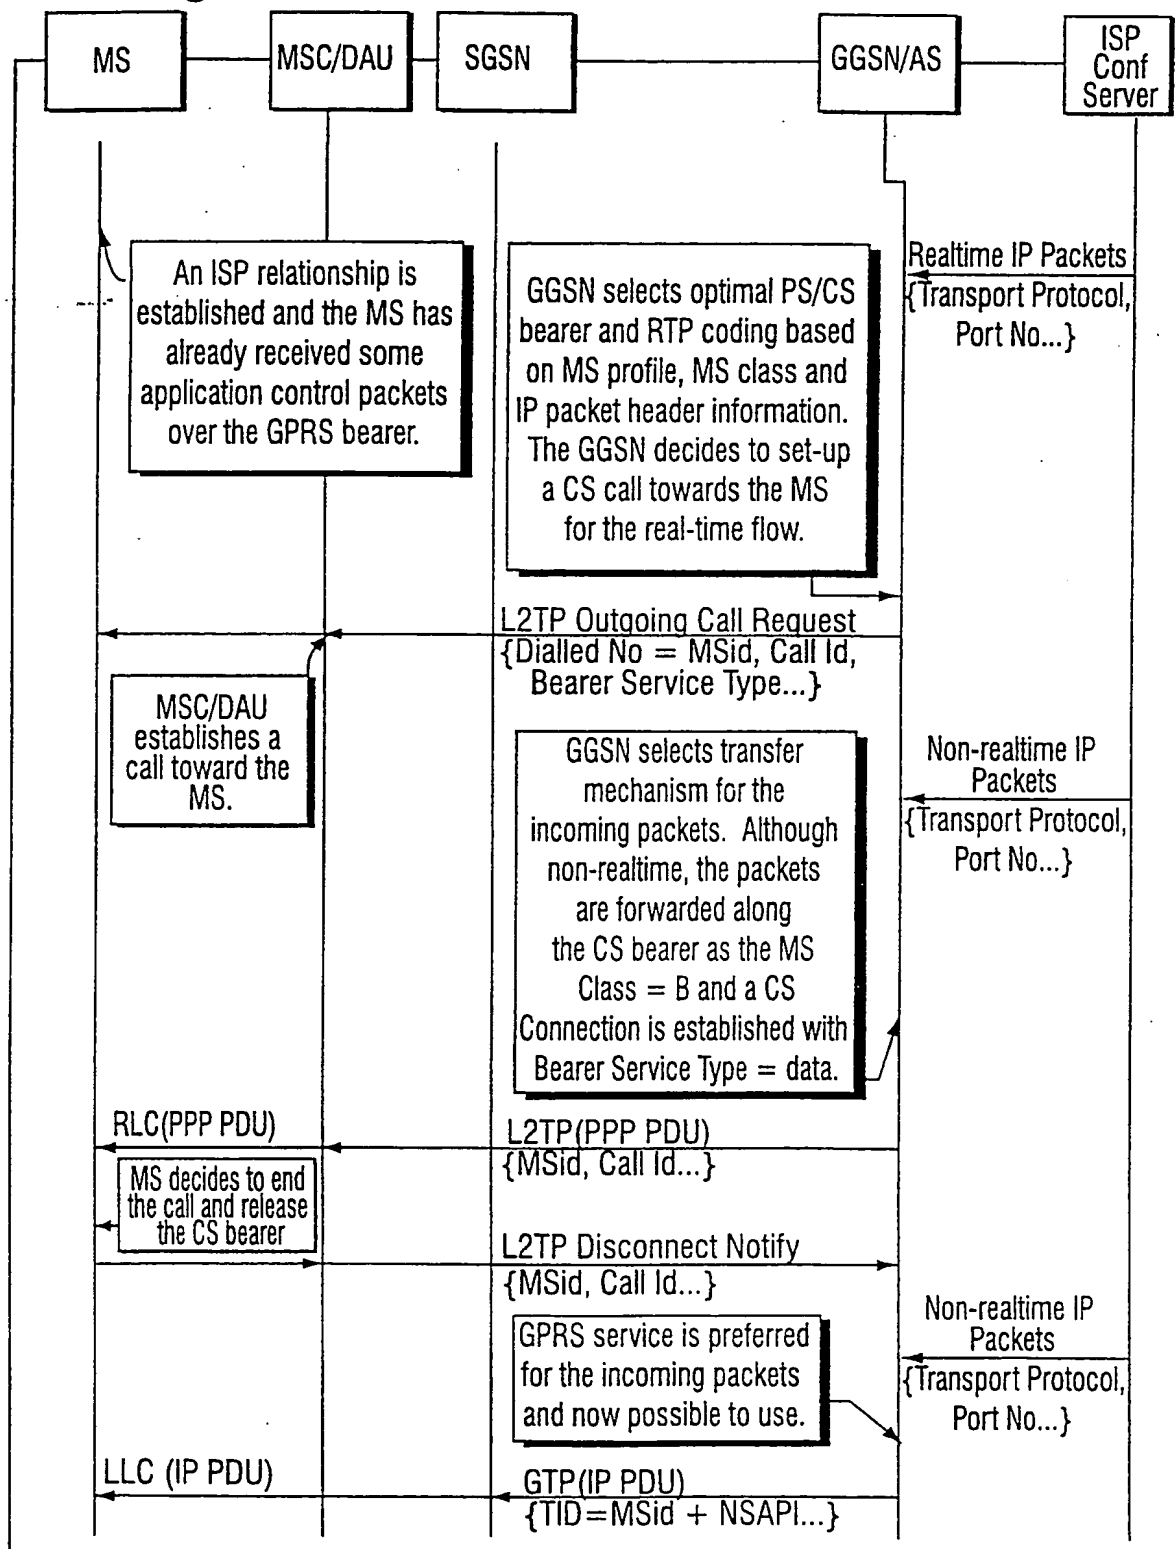 MS
MSC/DAU
SGSN
GGSN/AS
ISP
Conf
Server
An ISP relationship is
established and the MS has
already received some
application control packets
over the GPRS bearer.
GGSN selects optimal PS/CS
bearer and RTP coding based
on MS profile, MS class and
IP packet header information.
The GGSN decides to set-up
a CS call towards the MS
for the real-time flow.
Realtime IP Packets
{Transport Protocol,
Port No...}
L2TP Outgoing Call Request
{Dialled No = MSid, Call Id,
Bearer Service Type...}
MSC/DAU
establishes a
call toward the
MS.
GGSN selects transfer
mechanism for the
incoming packets. Although
non-realtime, the packets
are forwarded along
the CS bearer as the MS
Class = B and a CS
Connection is established with
Bearer Service Type = data.
Non-realtime IP
Packets
{Transport Protocol,
Port No...}
RLC(PPP PDU)
L2TP(PPP PDU)
{MSid, Call Id...}
MS decides to end
the call and release
the CS bearer
L2TP Disconnect Notify
{MSid, Call Id...}
GPRS service is preferred
for the incoming packets
and now possible to use.
Non-realtime IP
Packets
{Transport Protocol,
Port No...}
LLC (IP PDU)
GTP(IP PDU)
{TID=MSid + NSAPI...}